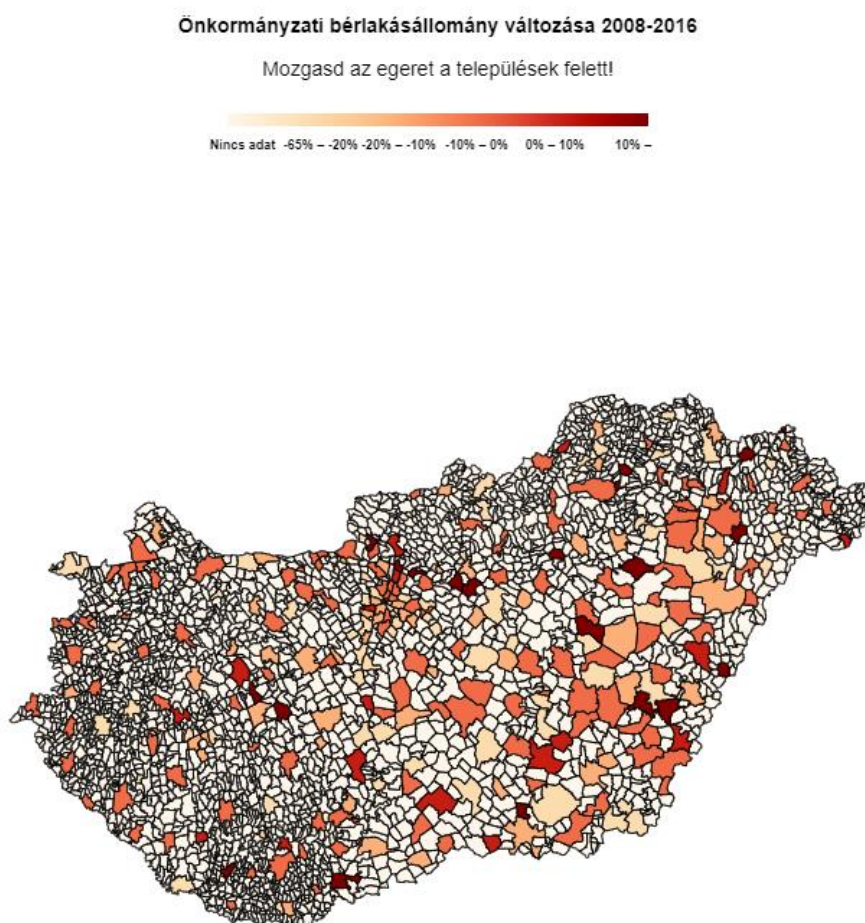 Önkormányzati bérlakásállomány változása 2008-2016
Mozgasd az egeret a települések felett!
Nincs adat -65% – -20% -20% – -10% -10% – 0% 0% – 10% 10% –